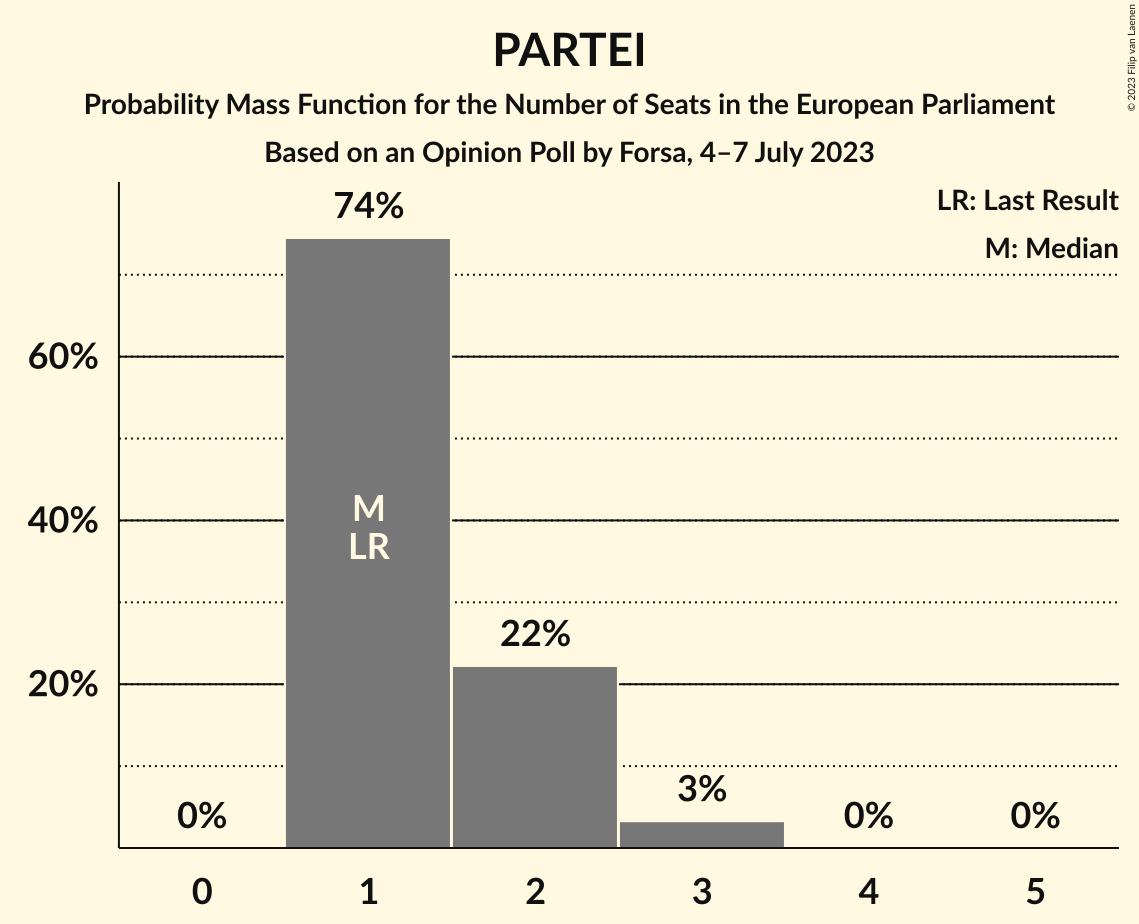 PARTEI
Probability Mass Function for the Number of Seats in the European Parliament
Based on an Opinion Poll by Forsa, 4–7 July 2023
© 2023 Filip van Laenen
LR: Last Result
M: Median
74%
60%
40%
20%
M
LR
22%
3%
0%
0%
0%
0 1 2 3 4 5